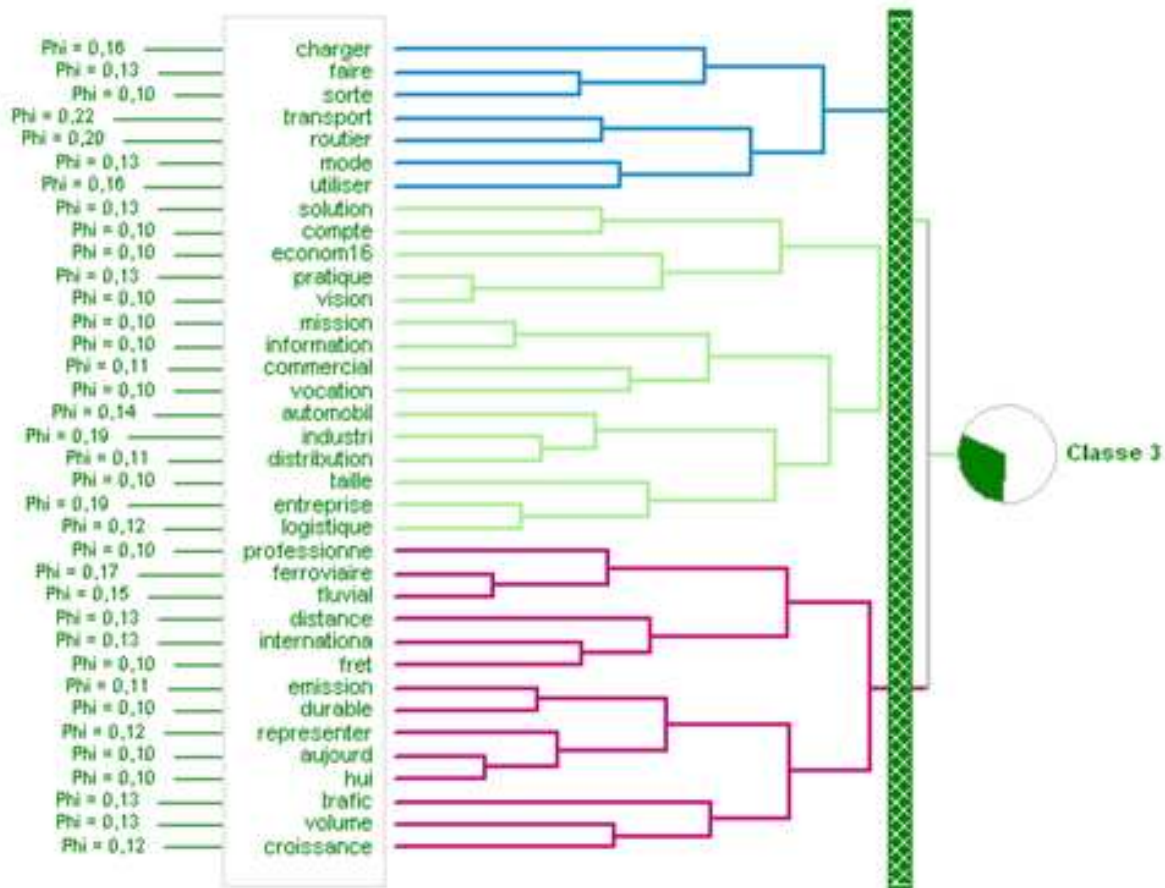 Phi = 0,16 charger
Phi = 0,13 faire
Phi = 0,10 sorte
Phi = 0,22 transport
Phi = 0,20 routier
Phi = 0,13 mode
Phi = 0,16 utiliser
Phi = 0,13 solution
Phi = 0,10 compte
Phi = 0,10 econom16
Phi = 0,13 pratique
Phi = 0,10 vision
Phi = 0,10 mission
Phi = 0,10 information
Phi = 0,11 commercial
Phi = 0,10 vocation
Phi = 0,14 automobil
Phi = 0,19 industri
Phi = 0,11 distribution
Phi = 0,10 taille
Phi = 0,19 entreprise
Phi = 0,12 logistique
Phi = 0,10 professionne
Phi = 0,17 ferroviaire
Phi = 0,15 fluvial
Phi = 0,13 distance
Phi = 0,13 internationa
Phi = 0,10 fret
Phi = 0,11 emission
Phi = 0,10 durable
Phi = 0,12 representer
Phi = 0,10 aujourd
Phi = 0,10 hui
Phi = 0,13 trafic
Phi = 0,13 volume
Phi = 0,12 croissance
Classe 3